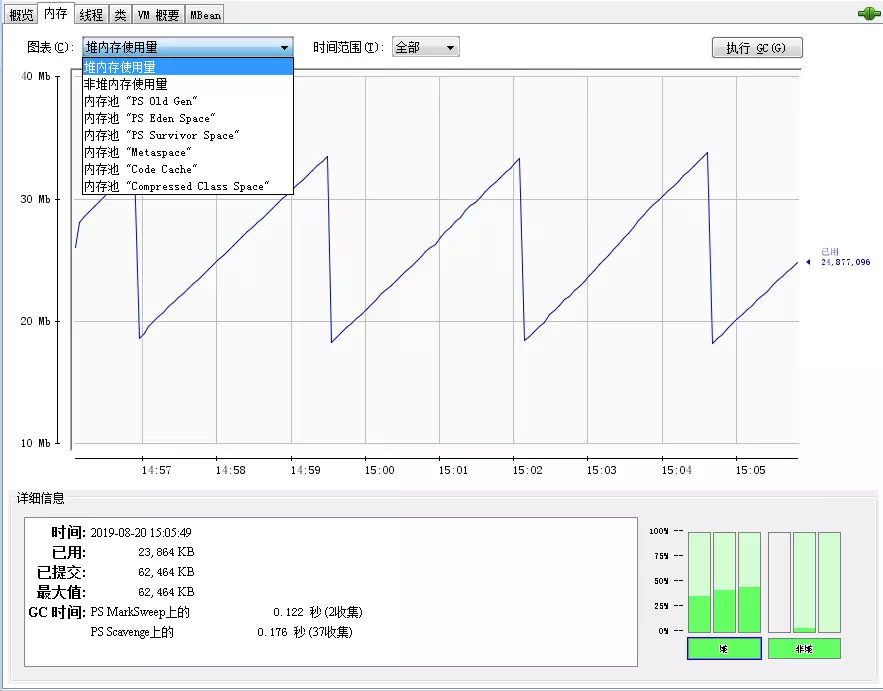 概览 内存 线程 类 VM 概要 MBean
图表(C): 堆内存使用量 时间范围(T): 全部 执行 GC(G)
堆内存使用量
非堆内存使用量
内存池 "PS Old Gen"
内存池 "PS Eden Space"
内存池 "PS Survivor Space"
内存池 "Metaspace"
内存池 "Code Cache"
内存池 "Compressed Class Space"
40 Mb
30 Mb
20 Mb
10 Mb
已用
24,877,096
14:57 14:58 14:59 15:00 15:01 15:02 15:03 15:04 15:05
详细信息
时间: 2019-08-20 15:05:49
已用: 23,864 KB
已提交: 62,464 KB
最大值: 62,464 KB
GC 时间: PS MarkSweep上的 0.122 秒 (2收集)
PS Scavenge上的 0.176 秒 (37收集)
100% --
75% --
50% --
25% --
0% --
堆 非堆